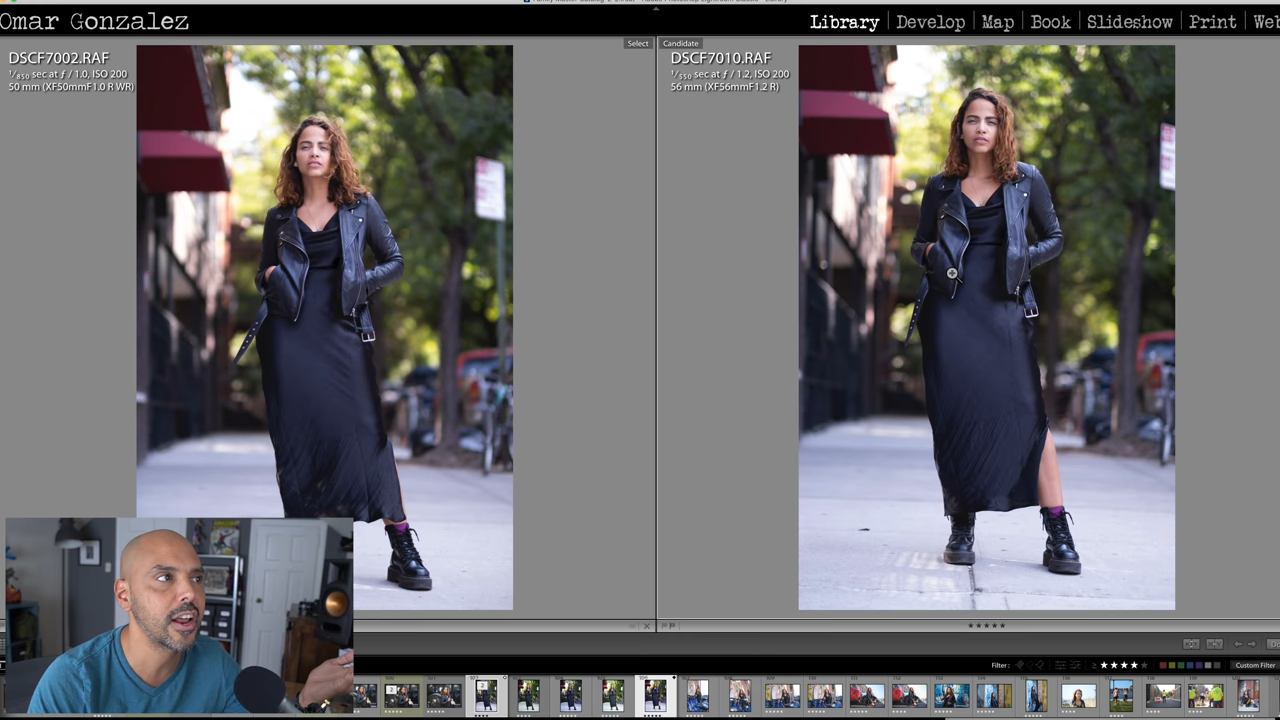 Omar Gonzalez
Library | Develop | Map | Book | Slideshow | Print | Web
DSCF7002.RAF
1/850 sec at ƒ / 1.0, ISO 200
50 mm (XF50mmF1.0 R WR)
Select
Candidate
DSCF7010.RAF
1/550 sec at ƒ / 1.2, ISO 200
56 mm (XF56mmF1.2 R)
Filter :
Custom Filter